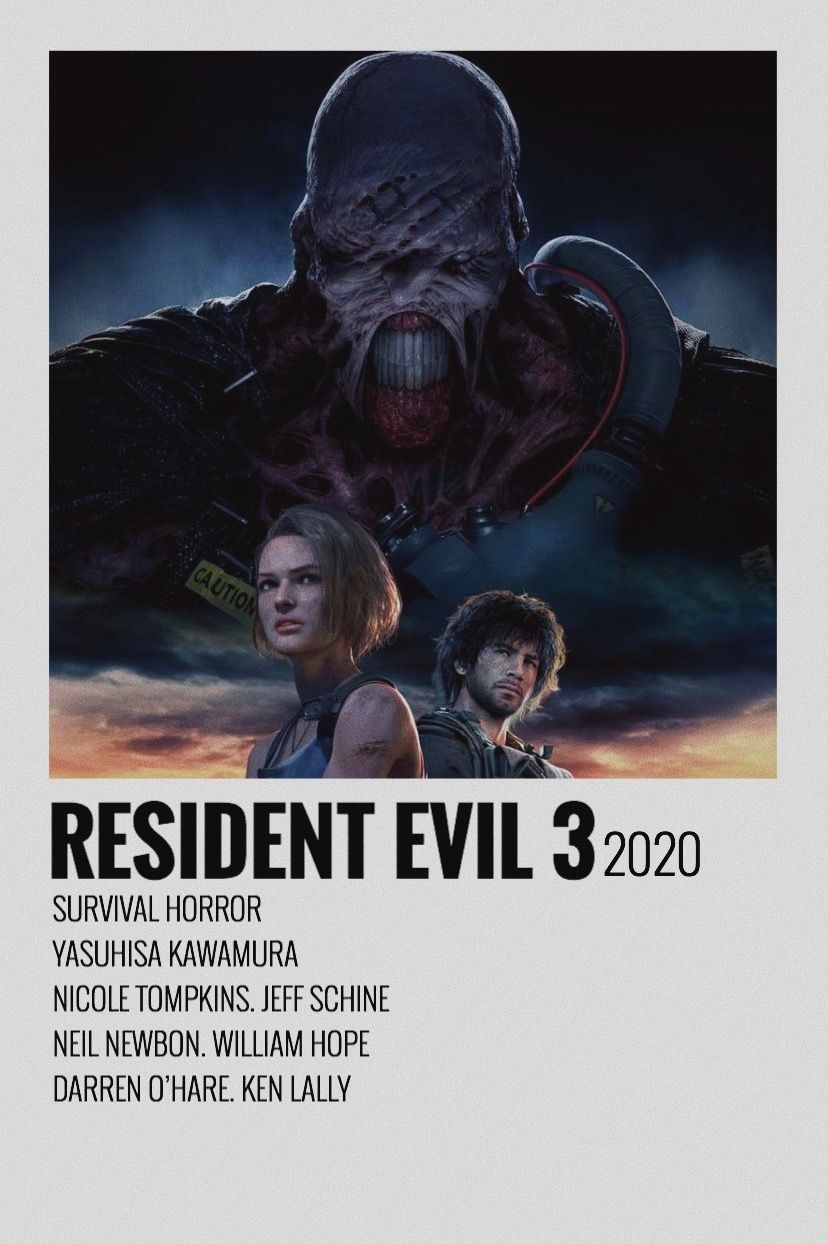 CAUTION
RESIDENT EVIL 3 2020
SURVIVAL HORROR
YASUHISA KAWAMURA
NICOLE TOMPKINS. JEFF SCHINE
NEIL NEWBON. WILLIAM HOPE
DARREN O'HARE. KEN LALLY